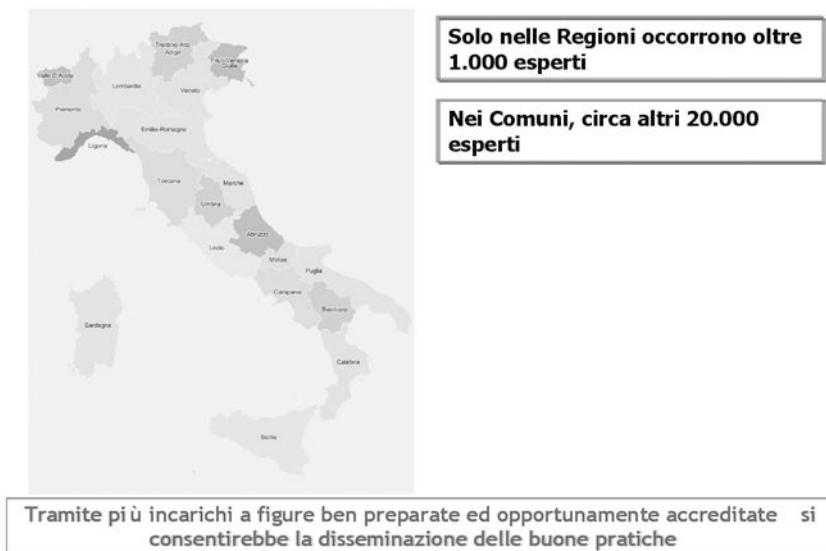 Solo nelle Regioni occorrono oltre
1.000 esperti
Nei Comuni, circa altri 20.000
esperti
Trentino-Alto
Adige
Friuli-Venezia
Giulia
Valle D'Aosta
Lombardia
Veneto
Piemonte
Emilia-Romagna
Liguria
Toscana
Marche
Umbria
Lazio
Abruzzo
Molise
Puglia
Campania
Basilicata
Sardegna
Calabria
Sicilia
Tramite più incarichi a figure ben preparate ed opportunamente accreditate si
consentirebbe la disseminazione delle buone pratiche